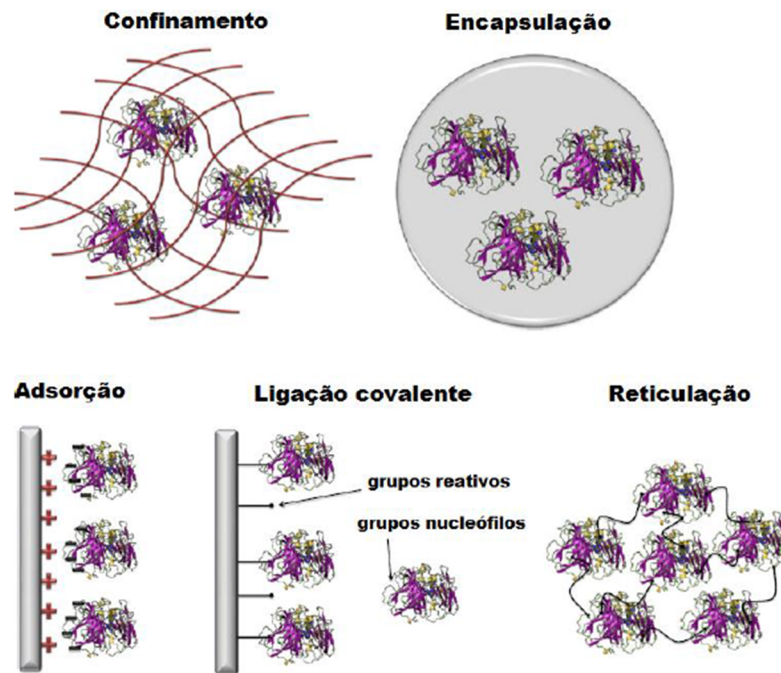 Confinamento
Encapsulação
Adsorção
Ligação covalente
Reticulação
grupos reativos
grupos nucleófilos